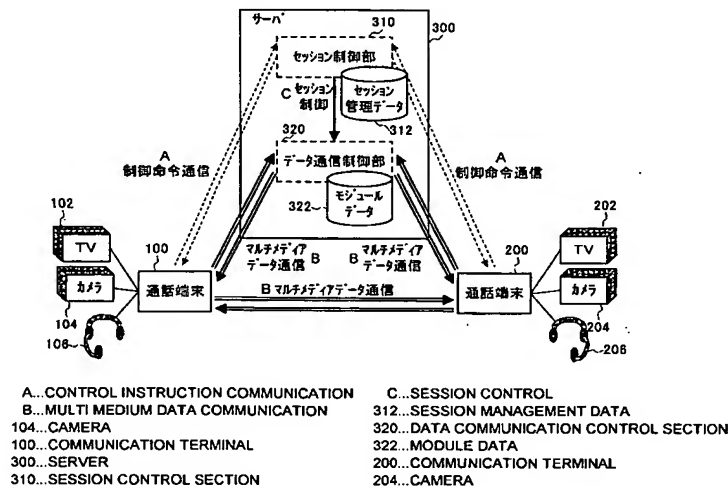 サーバ
310
300
セッション制御部
C セッション
制御
セッション
管理データ
312
320
A
制御命令通信
データ通信制御部
A
制御命令通信
322
モジュール
データ
102
TV
202
TV
100
マルチメディア
データ通信 B
マルチメディア
B データ通信
200
カメラ
通話端末
B マルチメディアデータ通信
通話端末
カメラ
104
204
106
206
A...CONTROL INSTRUCTION COMMUNICATION
B...MULTI MEDIUM DATA COMMUNICATION
104...CAMERA
100...COMMUNICATION TERMINAL
300...SERVER
310...SESSION CONTROL SECTION
C...SESSION CONTROL
312...SESSION MANAGEMENT DATA
320...DATA COMMUNICATION CONTROL SECTION
322...MODULE DATA
200...COMMUNICATION TERMINAL
204...CAMERA